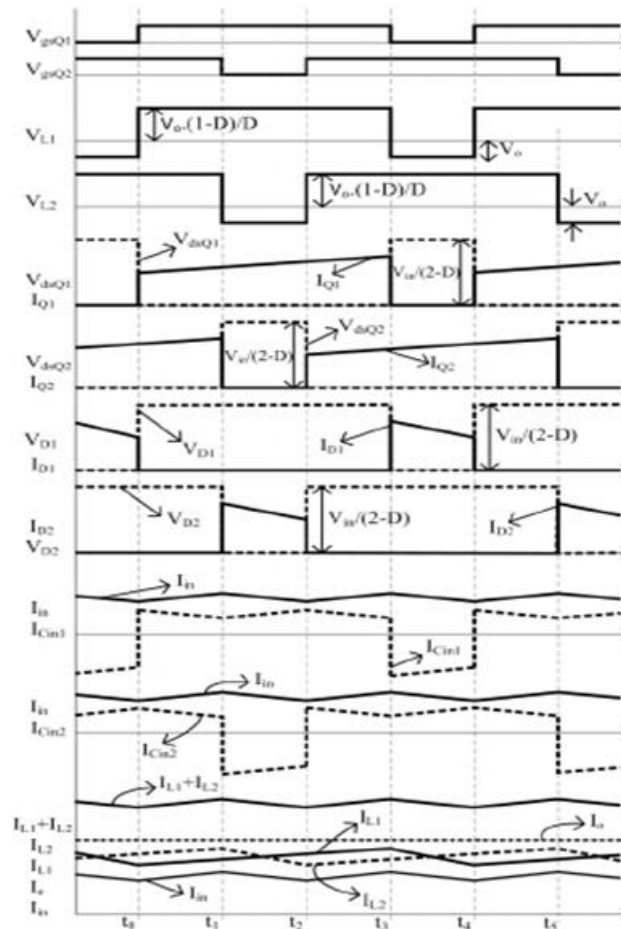 VgsQ1
VgsQ2
Vo.(1-D)/D
VL1
Vo
Vo.(1-D)/D
VL2
Vo
VdsQ1
VdsQ1
IQ1
IQ1
Vin/(2-D)
VdsQ2
VdsQ2
IQ2
Vin/(2-D)
IQ2
VD1
ID1
VD1
ID1
Vin/(2-D)
ID2
VD2
VD2
Vin/(2-D)
ID2
Iin
Iin
ICin1
ICin1
Iin
Iin
ICin2
ICin2
IL1+IL2
IL1+IL2
IL1
Io
IL2
IL1
Io
Iin
IL2
Iin
t1 t2 t3 t4 t5